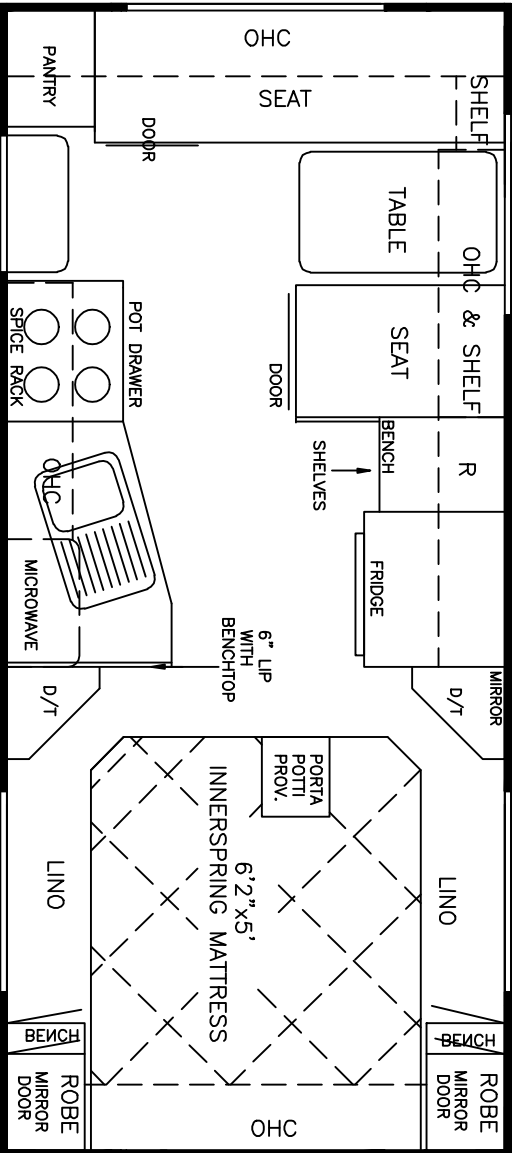 OHC
SEAT
PANTRY
DOOR
SHELF
TABLE
OHC & SHELF
SEAT
DOOR
POT DRAWER
SPICE RACK
OHC
BENCH
SHELVES
R
FRIDGE
MICROWAVE
6" LIP
WITH
BENCHTOP
D/T
D/T
MIRROR
PORTA
POTTI
PROV.
6'2"x5'
INNERSPRING MATTRESS
LINO
LINO
BENCH
BENCH
ROBE
MIRROR
DOOR
ROBE
MIRROR
DOOR
OHC